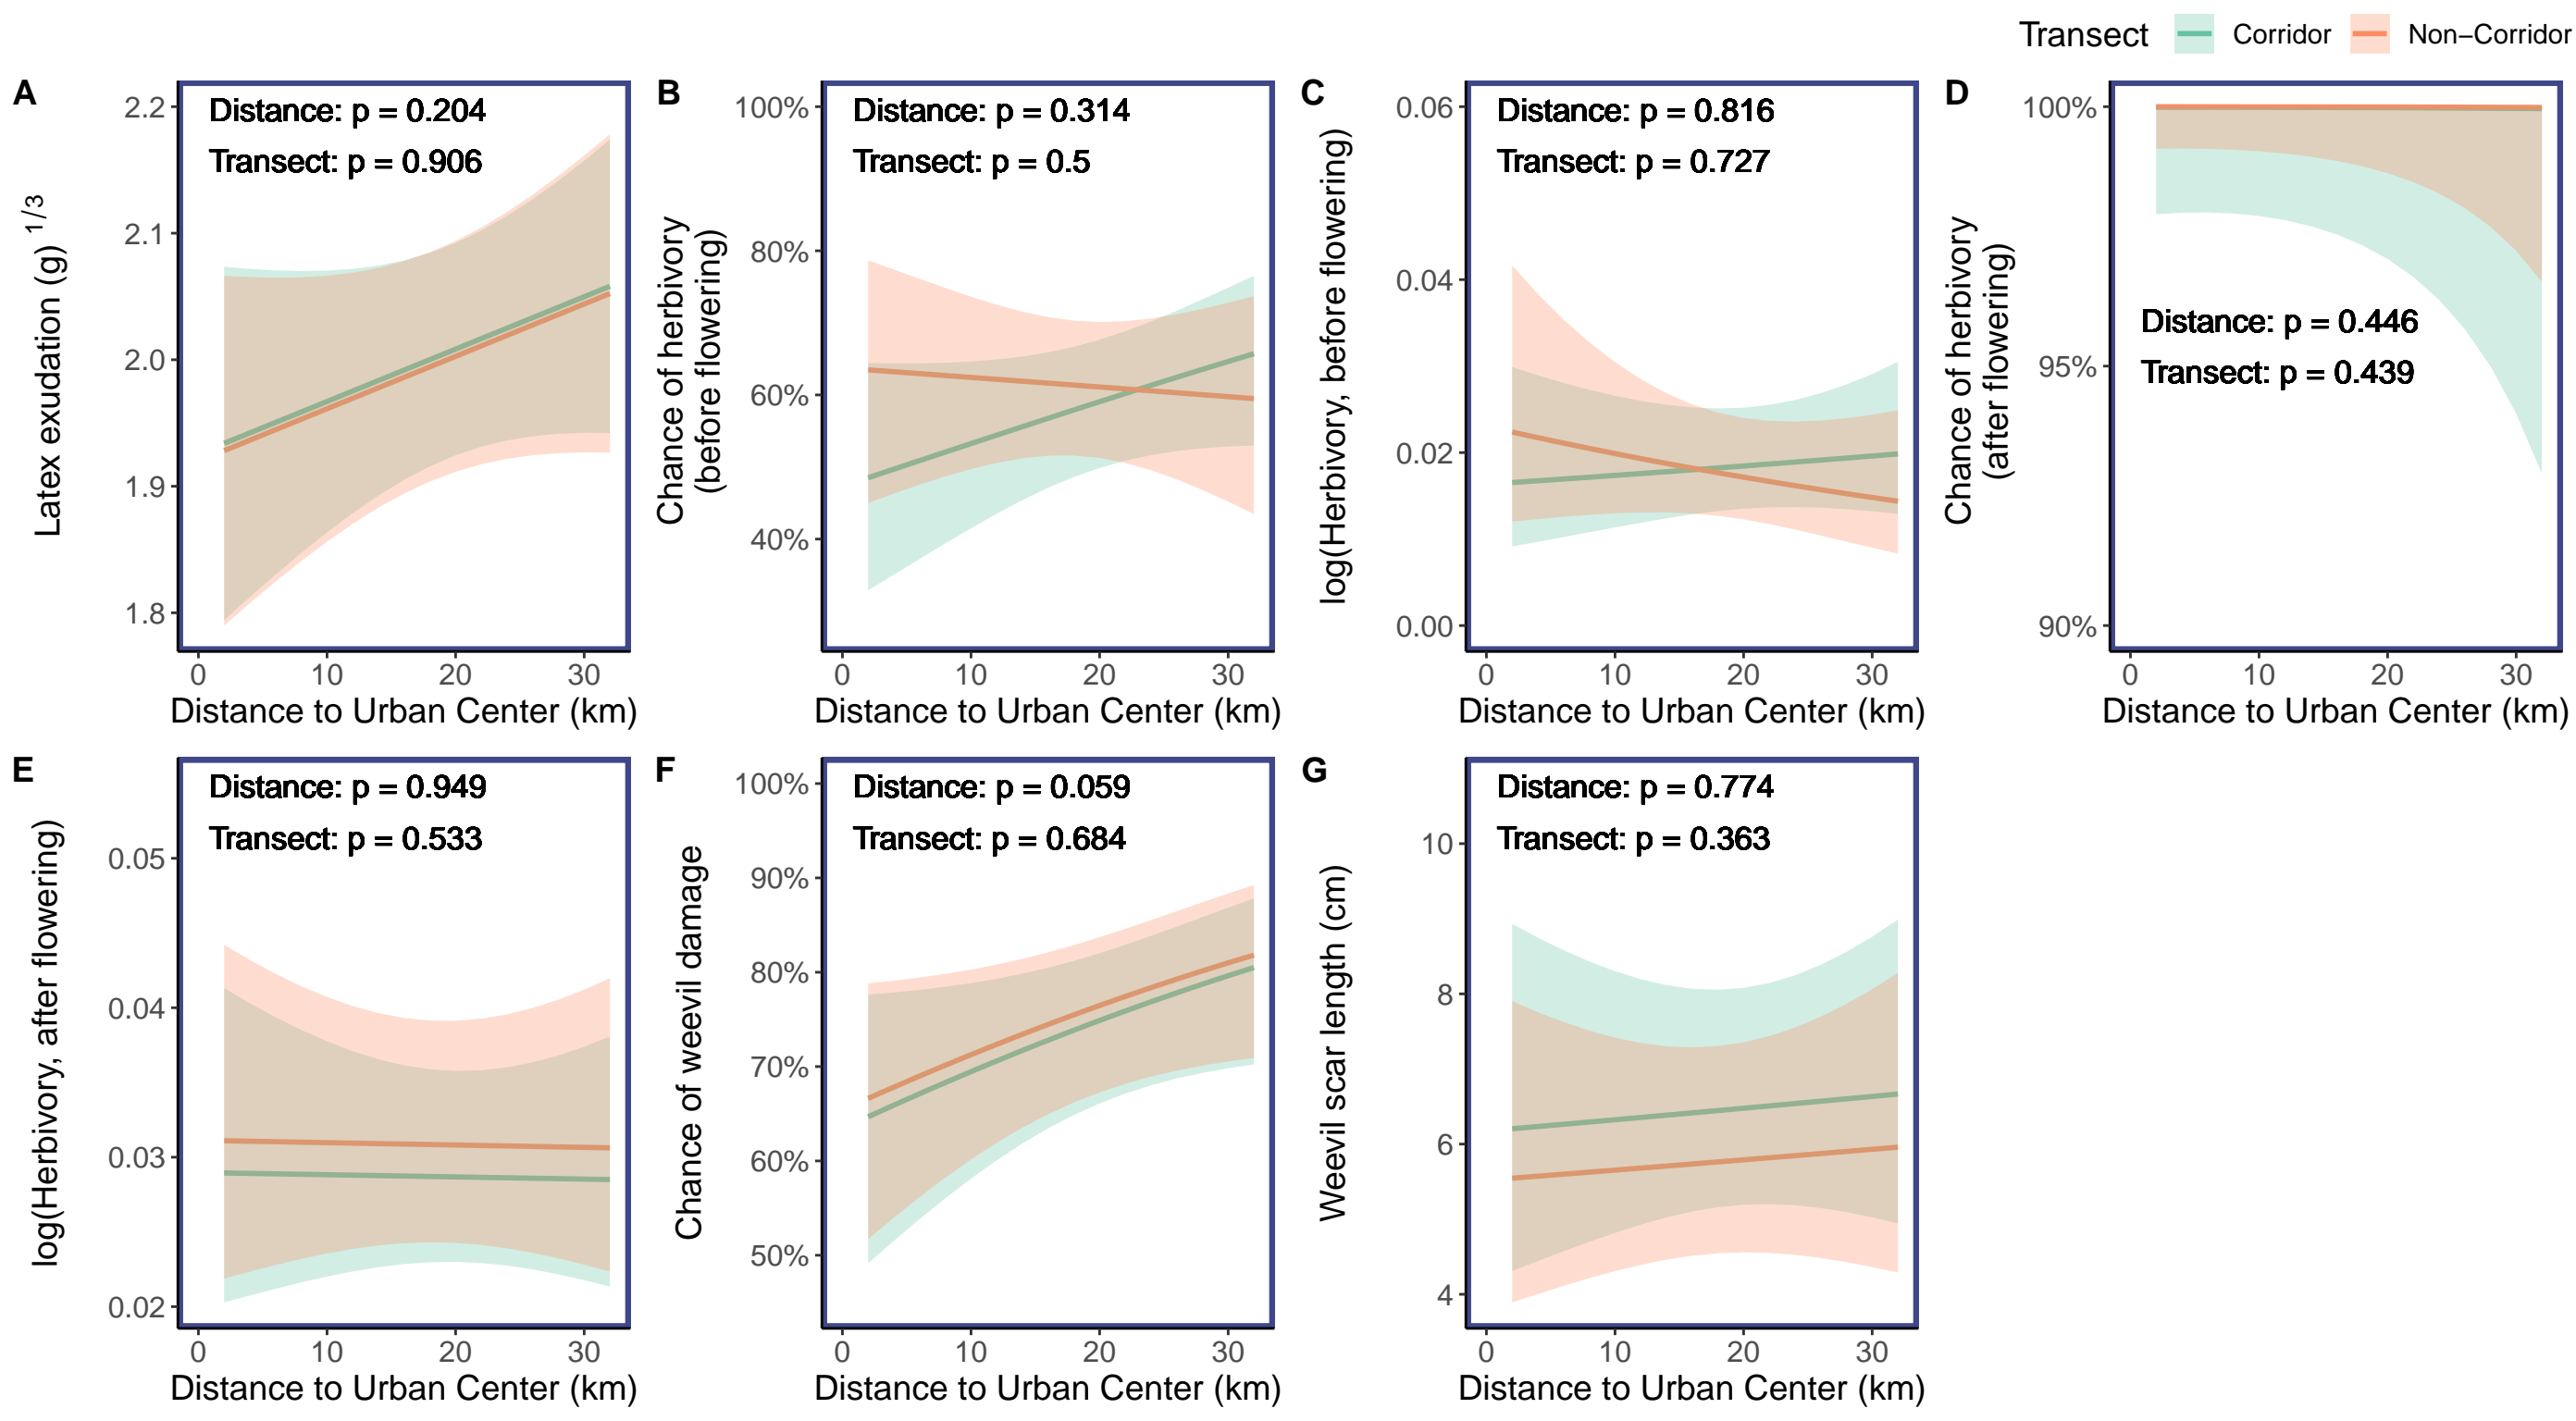 Transect Corridor Non−Corridor
A
Distance: p = 0.204
Transect: p = 0.906
Latex exudation (g) 1/3
2.2
2.1
2.0
1.9
1.8
0 10 20 30
Distance to Urban Center (km)
B
Distance: p = 0.314
Transect: p = 0.5
Chance of herbivory
(before flowering)
100%
80%
60%
40%
0 10 20 30
Distance to Urban Center (km)
C
Distance: p = 0.816
Transect: p = 0.727
log(Herbivory, before flowering)
0.06
0.04
0.02
0.00
0 10 20 30
Distance to Urban Center (km)
D
Distance: p = 0.446
Transect: p = 0.439
Chance of herbivory
(after flowering)
100%
95%
90%
0 10 20 30
Distance to Urban Center (km)
E
Distance: p = 0.949
Transect: p = 0.533
log(Herbivory, after flowering)
0.05
0.04
0.03
0.02
0 10 20 30
Distance to Urban Center (km)
F
Distance: p = 0.059
Transect: p = 0.684
Chance of weevil damage
100%
90%
80%
70%
60%
50%
0 10 20 30
Distance to Urban Center (km)
G
Distance: p = 0.774
Transect: p = 0.363
Weevil scar length (cm)
10
8
6
4
0 10 20 30
Distance to Urban Center (km)